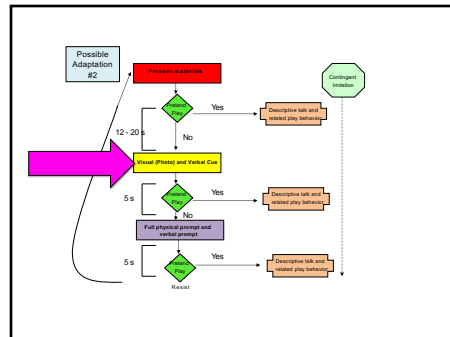 Possible
Adaptation
#2
Present Materials
Contingent
Imitation
Pretend
Play
Yes
Descriptive talk and
related play behavior
12 - 20 s
No
Visual (Photo) and Verbal Cue
Pretend
Play
Yes
Descriptive talk and
related play behavior
5 s
No
Full physical prompt and
verbal prompt
Pretend
Play
Yes
Descriptive talk and
related play behavior
5 s
Resist